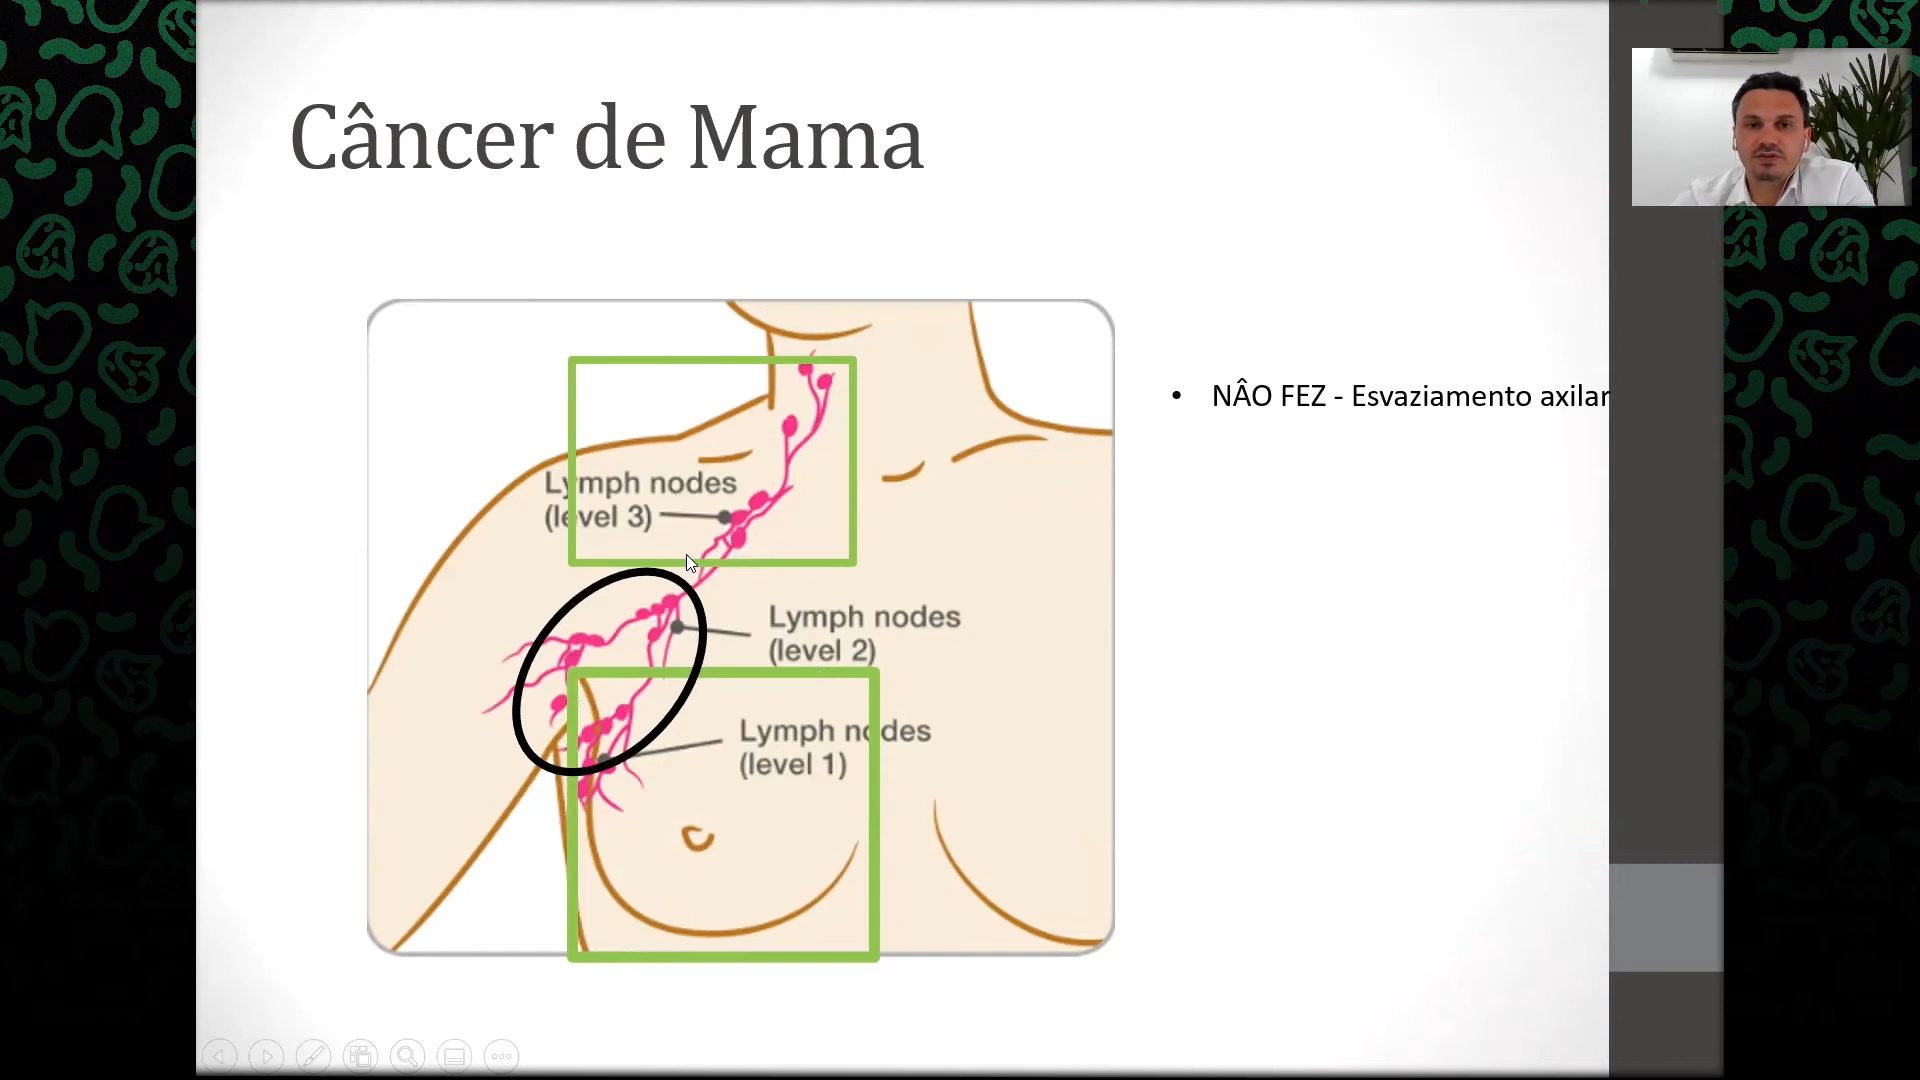 Câncer de Mama
• NÂO FEZ - Esvaziamento axilar
Lymph nodes
(level 3)
Lymph nodes
(level 2)
Lymph nodes
(level 1)